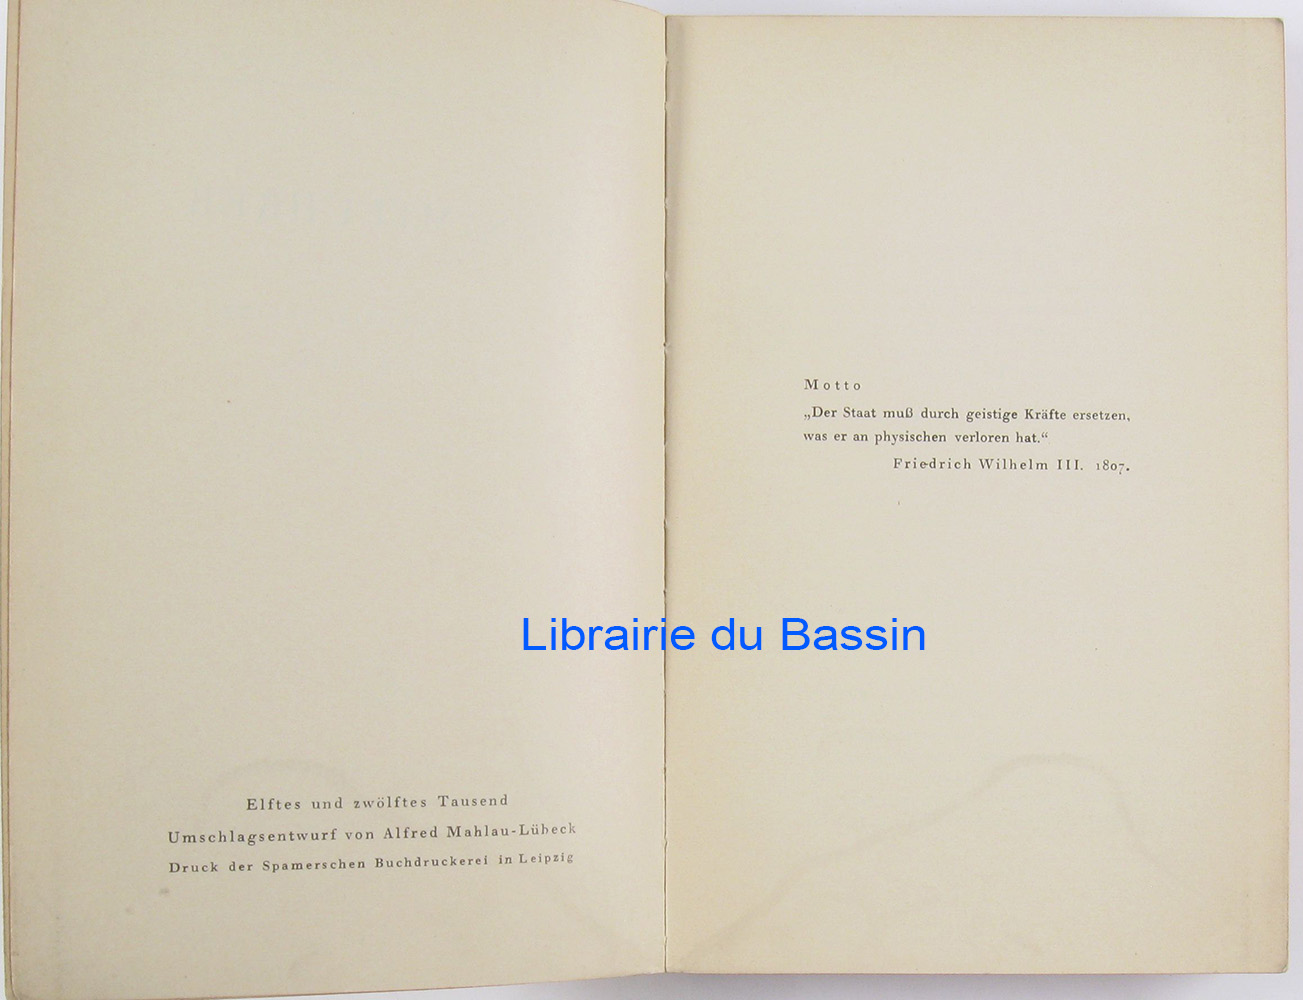 Elftes und zwölftes Tausend
Umschlagsentwurf von Alfred Mahlau-Lübeck
Druck der Spamerschen Buchdruckerei in Leipzig
Motto
„Der Staat muß durch geistige Kräfte ersetzen,
was er an physischen verloren hat.“
Friedrich Wilhelm III. 1807.
Librairie du Bassin